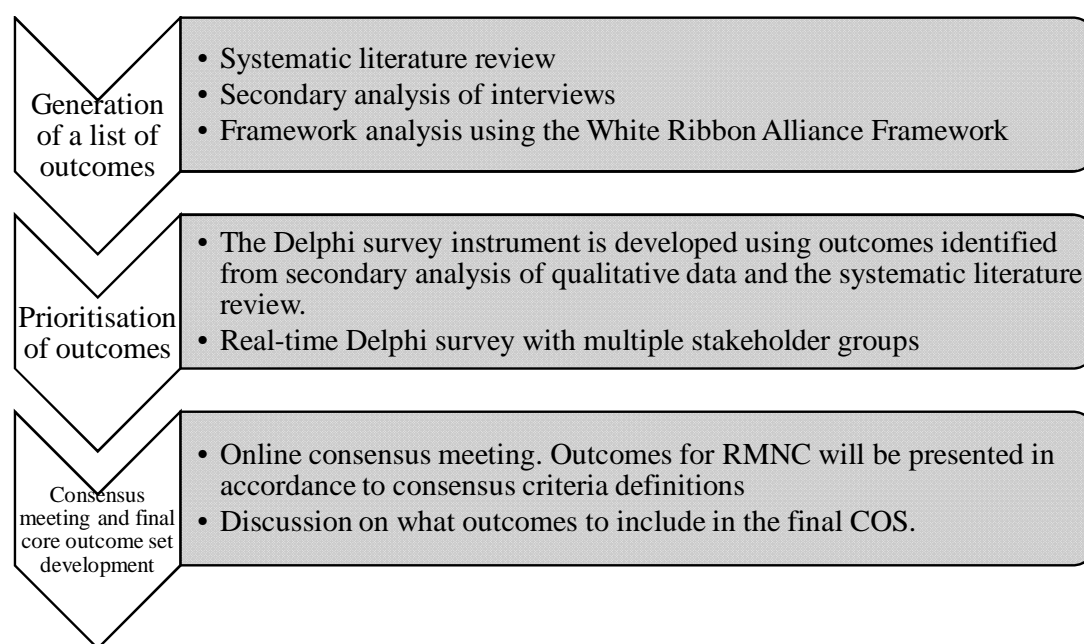 Generation
of a list of
outcomes
• Systematic literature review
• Secondary analysis of interviews
• Framework analysis using the White Ribbon Alliance Framework
Prioritisation
of outcomes
• The Delphi survey instrument is developed using outcomes identified
from secondary analysis of qualitative data and the systematic literature
review.
• Real-time Delphi survey with multiple stakeholder groups
Consensus
meeting and final
core outcome set
development
• Online consensus meeting. Outcomes for RMNC will be presented in
accordance to consensus criteria definitions
• Discussion on what outcomes to include in the final COS.